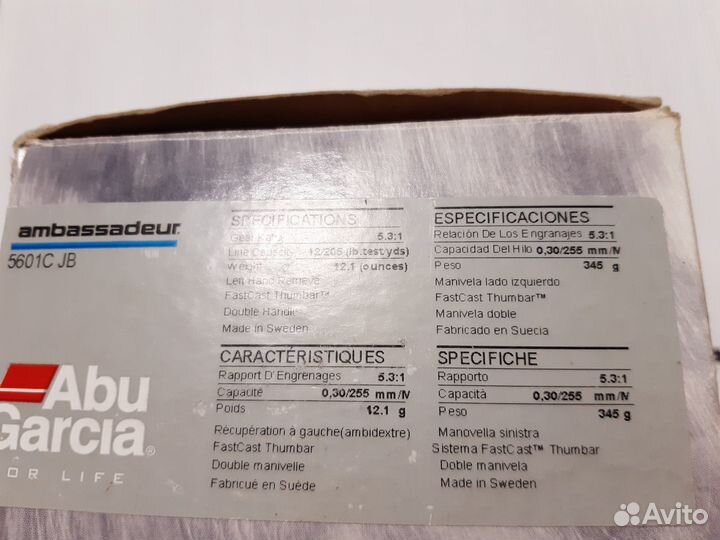 ambassadeur
5601C JB
Abu
Garcia®
OR LIFE
SPECIFICATIONS
Gear 5.3:1
Line Capacity 12/205 (lb.test/yds)
Weight 12.1 (ounces)
Left Hand Retrieve
FastCast Thumbar™
Double Handle
Made in Sweden
ESPECIFICACIONES
Relación De Los Engranajes 5.3:1
Capacidad Del Hilo 0,30/255 mm/M
Peso 345 g
Manivela lado izquierdo
FastCast Thumbar™
Manivela doble
Fabricado en Suecia
CARACTÉRISTIQUES
Rapport D'Engrenages 5.3:1
Capacité 0,30/255 mm/M
Poids 12.1 g
Récupération à gauche(ambidextre)
FastCast Thumbar
Double manivelle
Fabricué en Suéde
SPECIFICHE
Rapporto 5.3:1
Capacità 0,30/255 mm/M
Peso 345 g
Manovella sinistra
Sistema FastCast™ Thumbar
Doble manivela
Made in Sweden
Avito